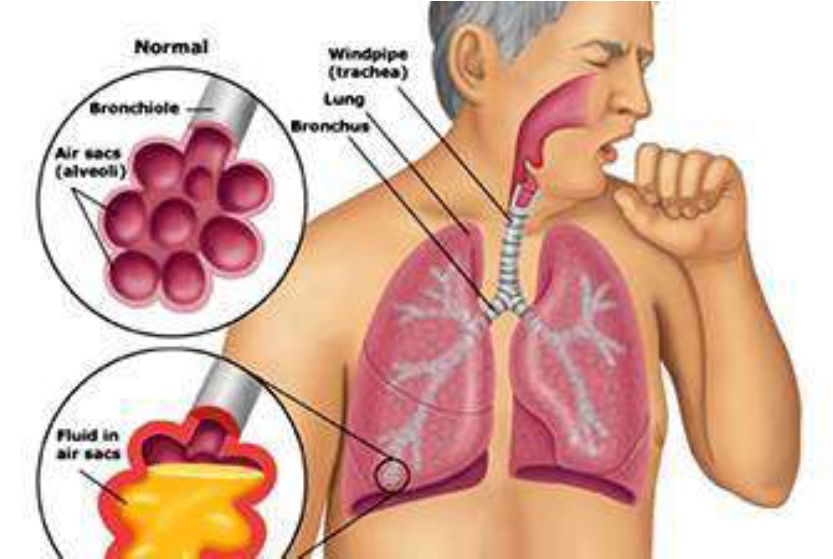 Normal
Bronchiole
Air sacs
(alveoli)
Windpipe
(trachea)
Lung
Bronchus
Fluid in
air sacs